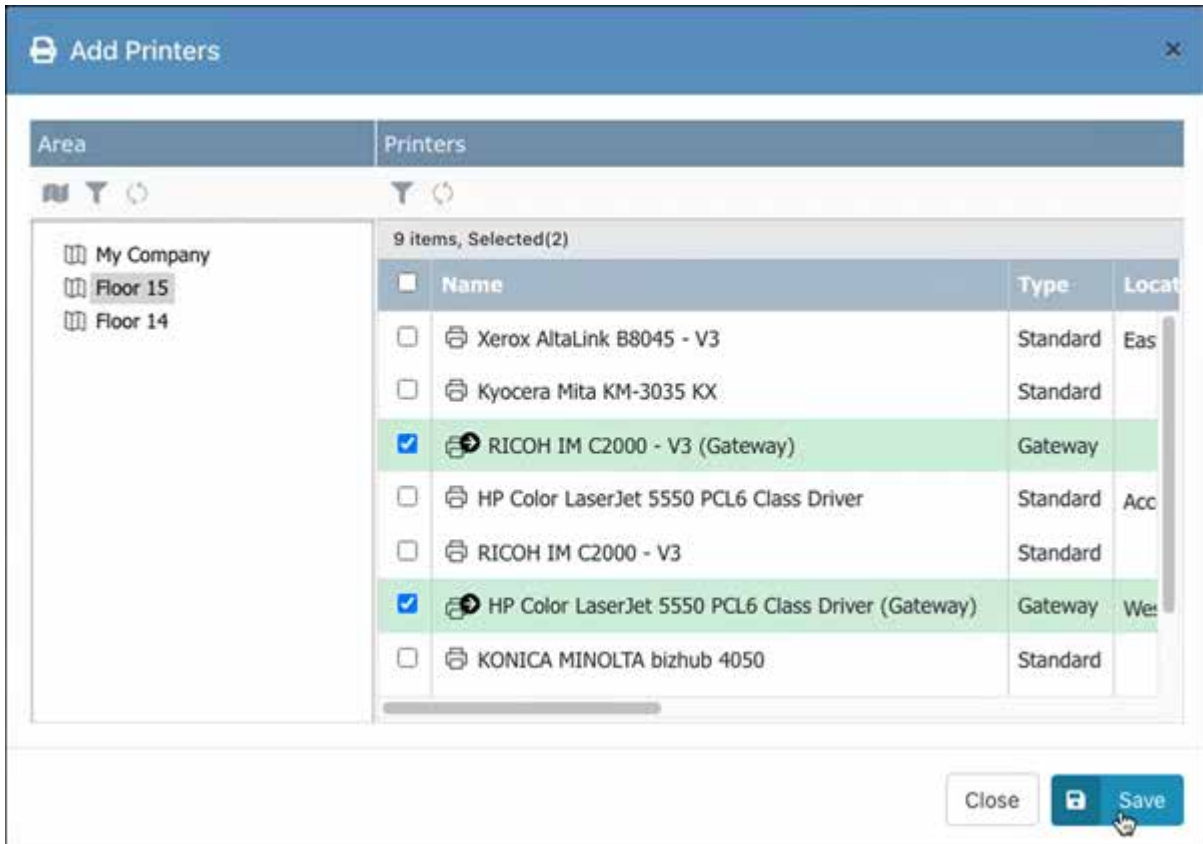 Add Printers
Area
Printers
9 items, Selected(2)
My Company
Floor 15
Floor 14
Name Type Locat
Xerox AltaLink B8045 - V3 Standard Eas
Kyocera Mita KM-3035 KX Standard
RICOH IM C2000 - V3 (Gateway) Gateway
HP Color LaserJet 5550 PCL6 Class Driver Standard Acc
RICOH IM C2000 - V3 Standard
HP Color LaserJet 5550 PCL6 Class Driver (Gateway) Gateway Wes
KONICA MINOLTA bizhub 4050 Standard
Close
Save